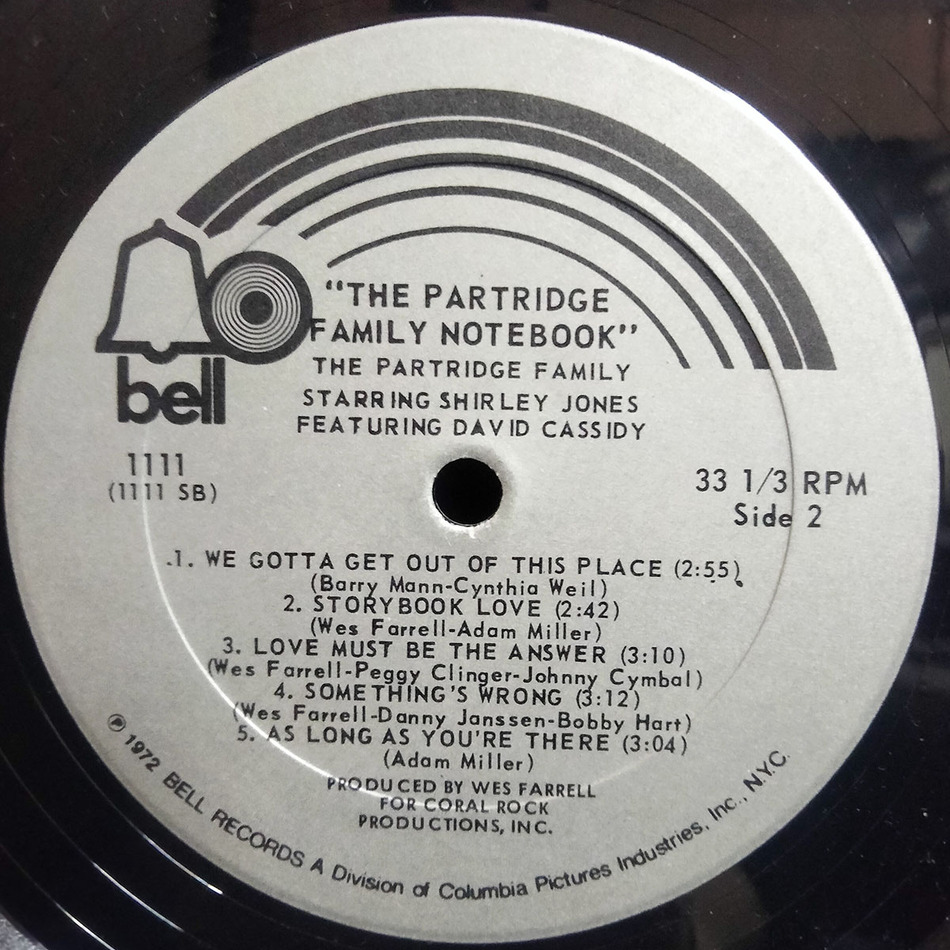 "THE PARTRIDGE
FAMILY NOTEBOOK"
THE PARTRIDGE FAMILY
STARRING SHIRLEY JONES
FEATURING DAVID CASSIDY
bell
1111
(1111 SB)
33 1/3 RPM
Side 2
1. WE GOTTA GET OUT OF THIS PLACE (2:55)
(Barry Mann-Cynthia Weil)
2. STORYBOOK LOVE (2:42)
(Wes Farrell-Adam Miller)
3. LOVE MUST BE THE ANSWER (3:10)
(Wes Farrell-Peggy Clinger-Johnny Cymbal)
4. SOMETHING'S WRONG (3:12)
(Wes Farrell-Danny Janssen-Bobby Hart)
5. AS LONG AS YOU'RE THERE (3:04)
(Adam Miller)
PRODUCED BY WES FARRELL
FOR CORAL ROCK
PRODUCTIONS, INC.
℗ 1972 BELL RECORDS A Division of Columbia Pictures Industries, Inc., N.Y.C.